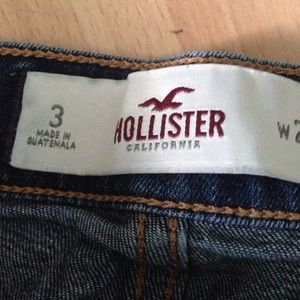 3
MADE IN
GUATEMALA
HOLLISTER
CALIFORNIA
W